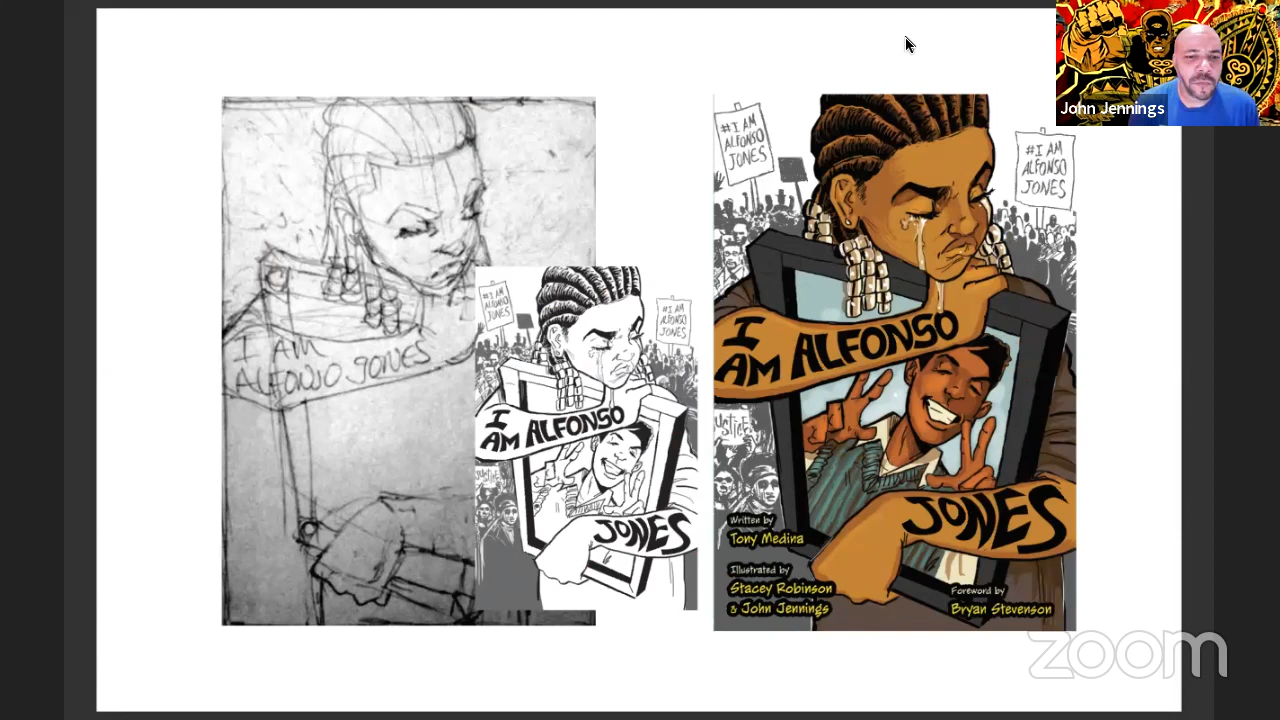 John Jennings
I AM
ALFONSO JONES
#I AM
ALFONSO
JONES
#I AM
ALFONSO
JONES
I
AM ALFONSO
JUSTICE
JONES
#I AM
ALFONSO
JONES
#I AM
ALFONSO
JONES
I
AM ALFONSO
USTICE
JONES
Written by
Tony Medina
Illustrated by
Stacey Robinson
& John Jennings
Foreword by
Bryan Stevenson
zoom